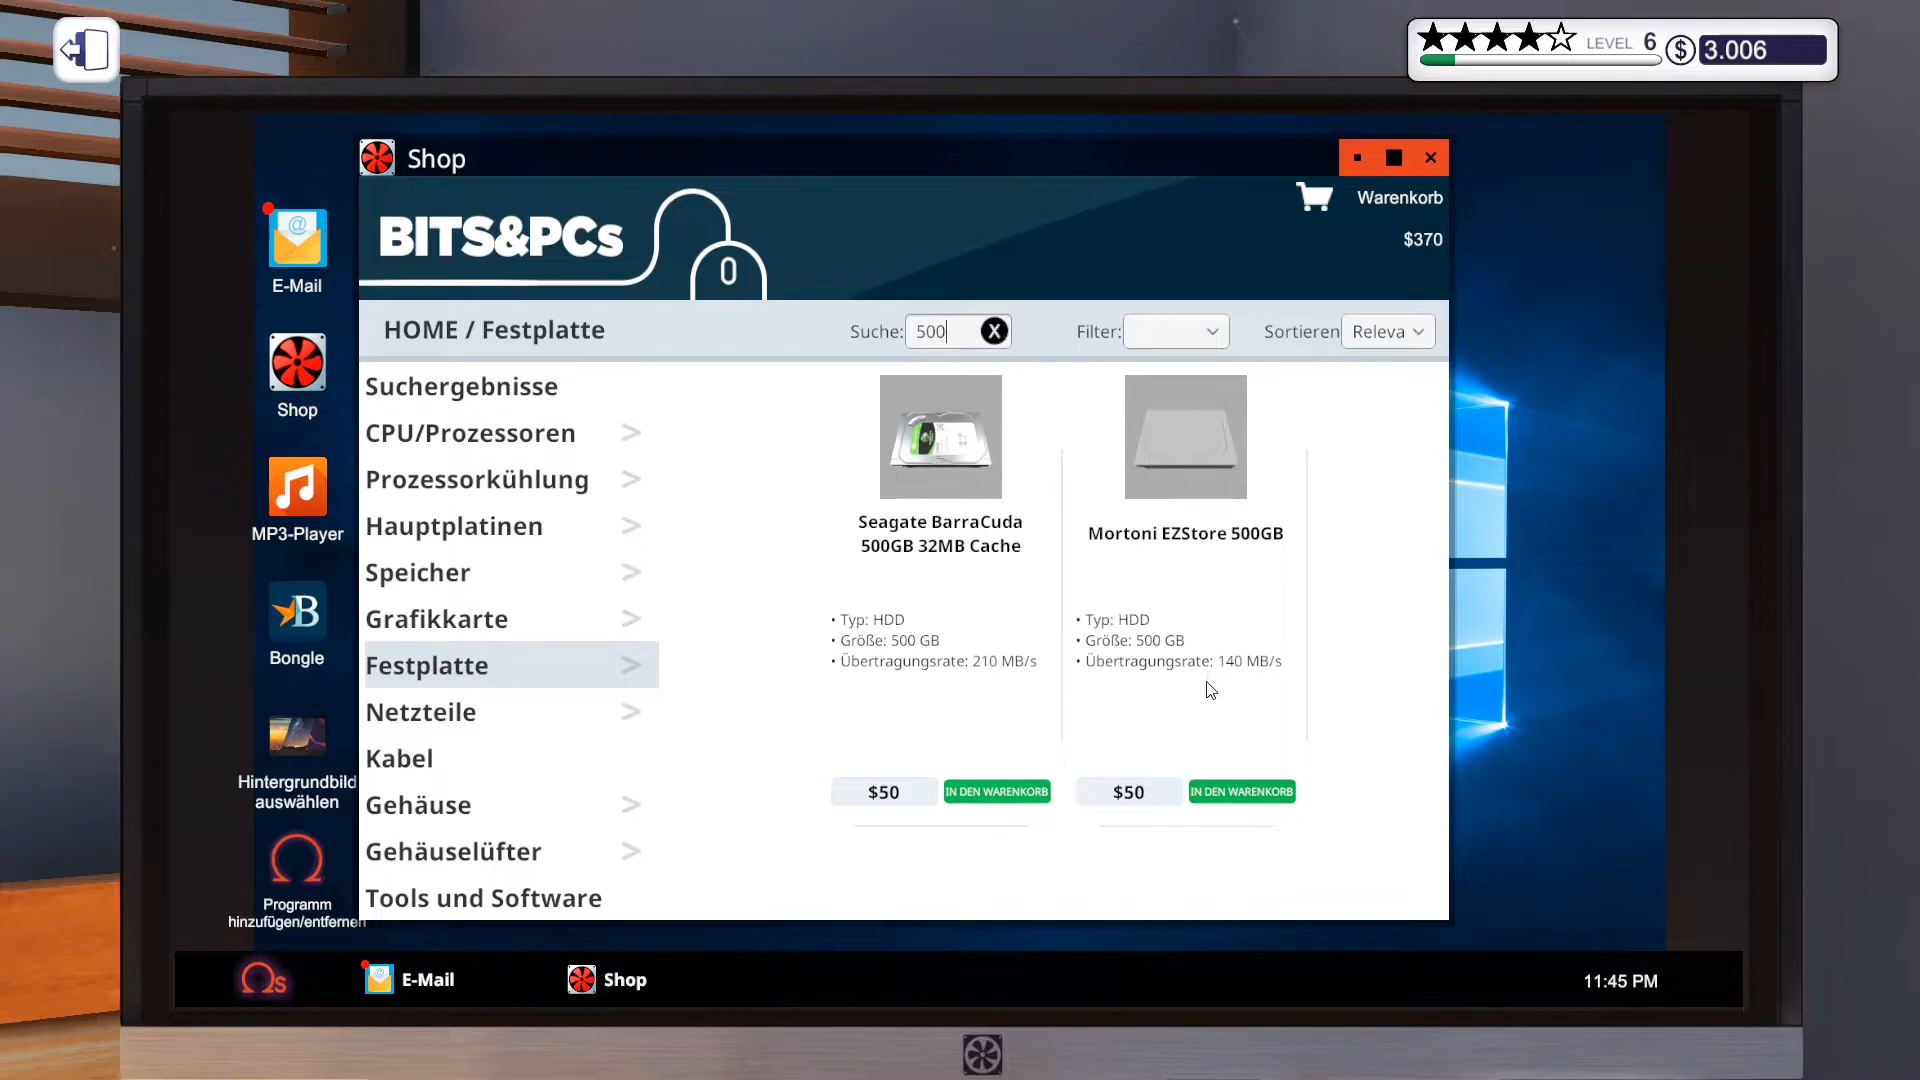 LEVEL 6
$ 3.006
Shop
Warenkorb
BITS&PCs
$370
HOME / Festplatte
Suche: 500 X
Filter:
Sortieren Releva
E-Mail
Shop
MP3-Player
Bongle
Hintergrundbild
auswählen
Programm
hinzufügen/entfernen
Suchergebnisse
CPU/Prozessoren >
Prozessorkühlung >
Hauptplatinen >
Speicher >
Grafikkarte >
Festplatte >
Netzteile >
Kabel
Gehäuse >
Gehäuselüfter >
Tools und Software
Seagate BarraCuda
500GB 32MB Cache
• Typ: HDD
• Größe: 500 GB
• Übertragungsrate: 210 MB/s
$50 IN DEN WARENKORB
Mortoni EZStore 500GB
• Typ: HDD
• Größe: 500 GB
• Übertragungsrate: 140 MB/s
$50 IN DEN WARENKORB
Ωs
E-Mail
Shop
11:45 PM